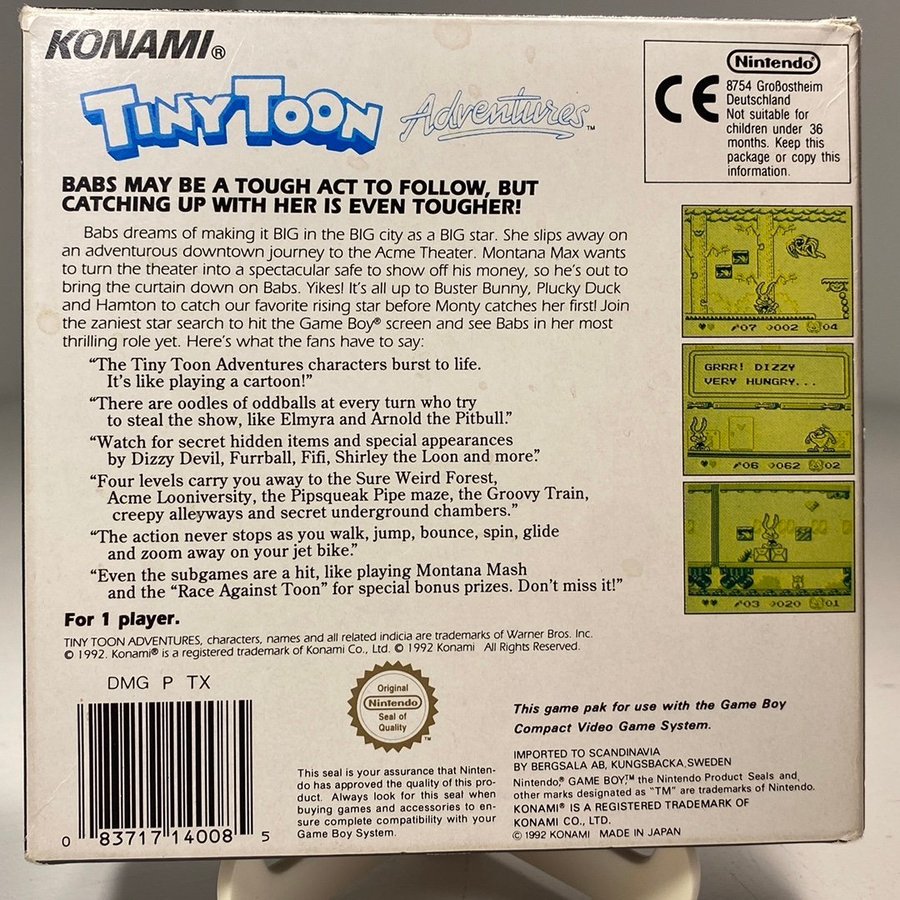 KONAMI®
TINY TOON Adventures™
Nintendo®
CE
8754 Großostheim
Deutschland
Not suitable for
children under 36
months. Keep this
package or copy this
information.
BABS MAY BE A TOUGH ACT TO FOLLOW, BUT
CATCHING UP WITH HER IS EVEN TOUGHER!
Babs dreams of making it BIG in the BIG city as a BIG star. She slips away on
an adventurous downtown journey to the Acme Theater. Montana Max wants
to turn the theater into a spectacular safe to show off his money, so he's out to
bring the curtain down on Babs. Yikes! It's all up to Buster Bunny, Plucky Duck
and Hamton to catch our favorite rising star before Monty catches her first! Join
the zaniest star search to hit the Game Boy® screen and see Babs in her most
thrilling role yet. Here's what the fans have to say:
"The Tiny Toon Adventures characters burst to life.
It's like playing a cartoon!"
"There are oodles of oddballs at every turn who try
to steal the show, like Elmyra and Arnold the Pitbull."
"Watch for secret hidden items and special appearances
by Dizzy Devil, Furrball, Fifi, Shirley the Loon and more."
"Four levels carry you away to the Sure Weird Forest,
Acme Looniversity, the Pipsqueak Pipe maze, the Groovy Train,
creepy alleyways and secret underground chambers."
"The action never stops as you walk, jump, bounce, spin, glide
and zoom away on your jet bike."
"Even the subgames are a hit, like playing Montana Mash
and the "Race Against Toon" for special bonus prizes. Don't miss it!"
07 002 04
GRRR! DIZZY
VERY HUNGRY...
06 062 02
03 020 01
For 1 player.
TINY TOON ADVENTURES, characters, names and all related indicia are trademarks of Warner Bros. Inc.
© 1992. Konami® is a registered trademark of Konami Co., Ltd. © 1992 Konami All Rights Reserved.
DMG P TX
0 83717 14008 5
Original
Nintendo
Seal of
Quality
TM
This seal is your assurance that Ninten-
do has approved the quality of this pro-
duct. Always look for this seal when
buying games and accessories to en-
sure complete compatibility with your
Game Boy System.
This game pak for use with the Game Boy
Compact Video Game System.
IMPORTED TO SCANDINAVIA
BY BERGSALA AB, KUNGSBACKA, SWEDEN
Nintendo®, GAME BOY,™ the Nintendo Product Seals and
other marks designated as "TM" are trademarks of Nintendo.
KONAMI® IS A REGISTERED TRADEMARK OF
KONAMI CO., LTD.
© 1992 KONAMI MADE IN JAPAN